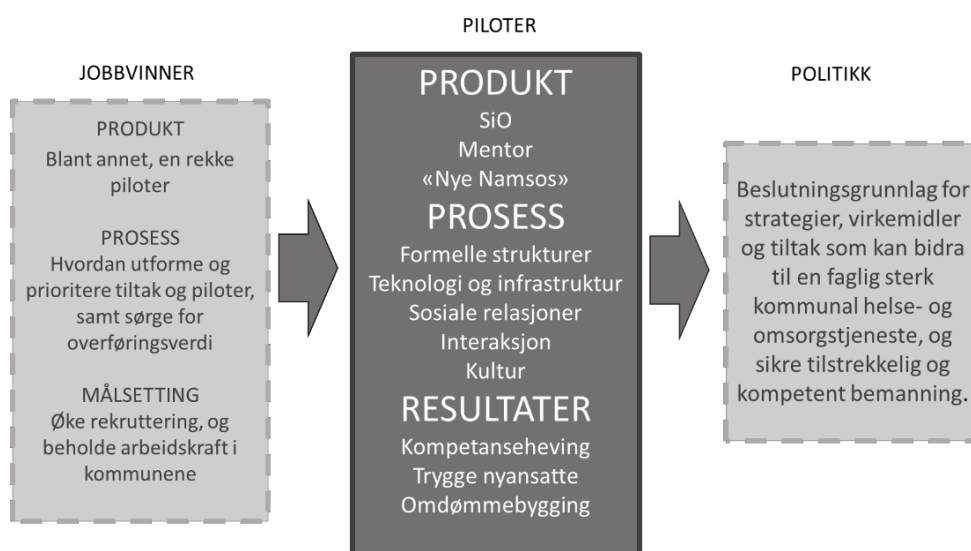 JOBBVINNER
PRODUKT
Blant annet, en rekke
piloter
PROSESS
Hvordan utforme og
prioritere tiltak og piloter,
samt sørge for
overføringsverdi
MÅLSETTING
Øke rekruttering, og
beholde arbeidskraft i
kommunene
PILOTER
PRODUKT
SiO
Mentor
«Nye Namsos»
PROSESS
Formelle strukturer
Teknologi og infrastruktur
Sosiale relasjoner
Interaksjon
Kultur
RESULTATER
Kompetanseheving
Trygge nyansatte
Omdømmebygging
POLITIKK
Beslutningsgrunnlag for
strategier, virkemidler
og tiltak som kan bidra
til en faglig sterk
kommunal helse- og
omsorgstjeneste, og
sikre tilstrekkelig og
kompetent bemanning.